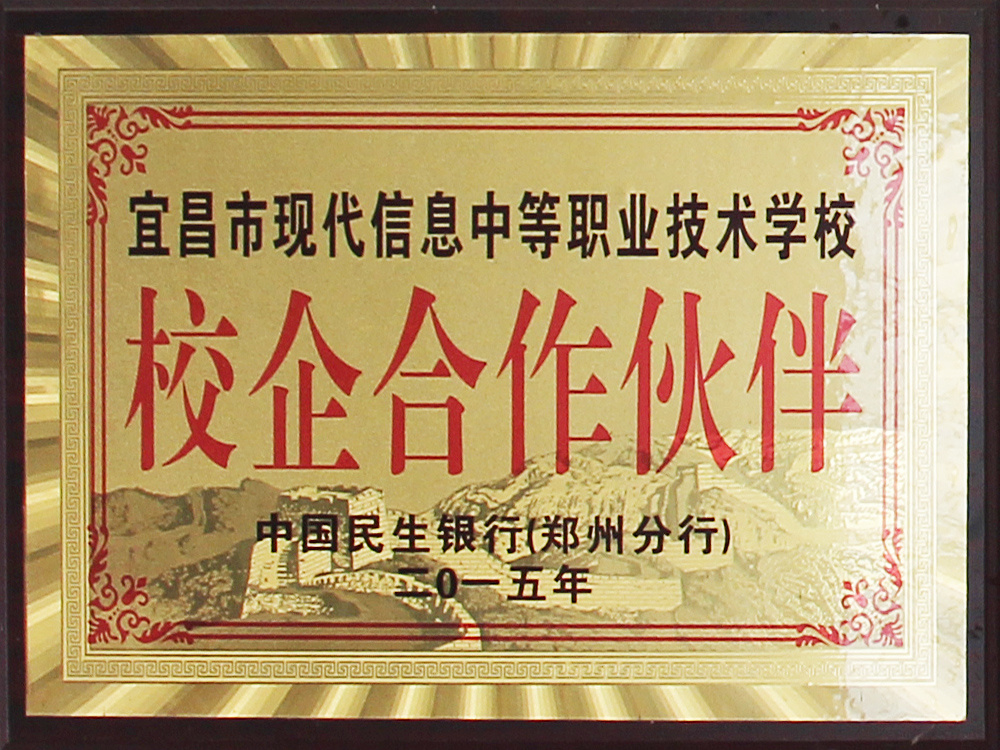 宜昌市现代信息中等职业技术学校
校企合作伙伴
中国民生银行(郑州分行)
二0一五年